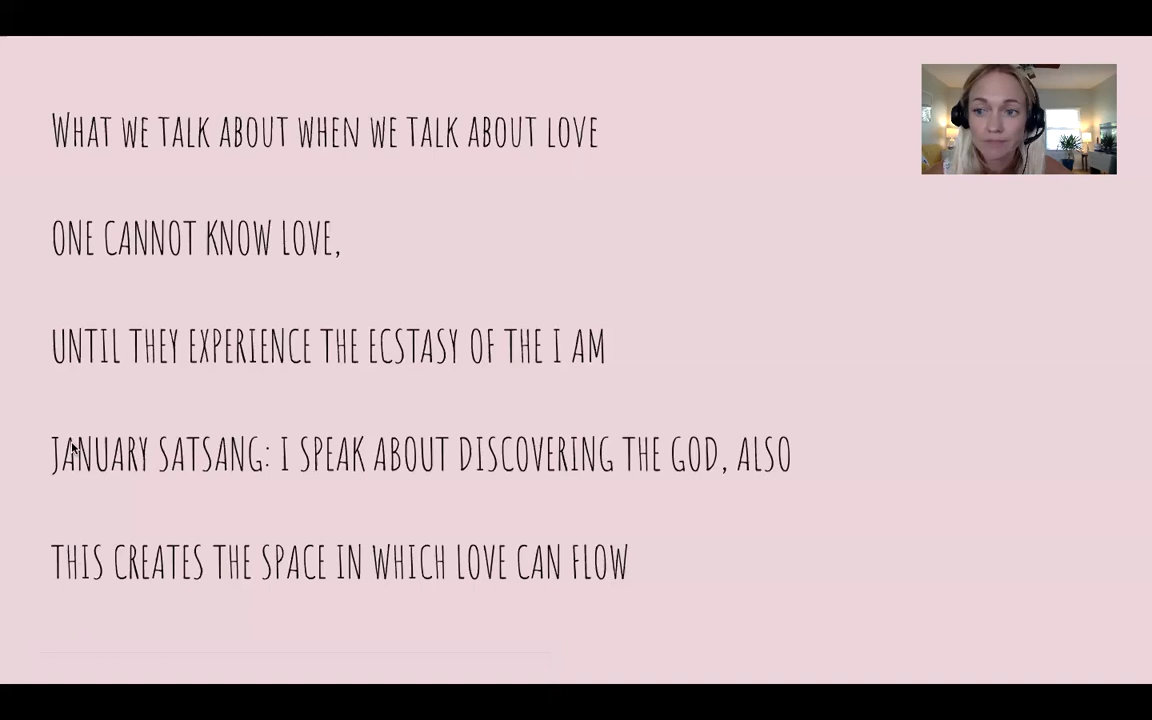 What we talk about when we talk about love
ONE CANNOT KNOW LOVE,
UNTIL THEY EXPERIENCE THE ECSTASY OF THE I AM
JANUARY SATSANG: I SPEAK ABOUT DISCOVERING THE GOD, ALSO
THIS CREATES THE SPACE IN WHICH LOVE CAN FLOW